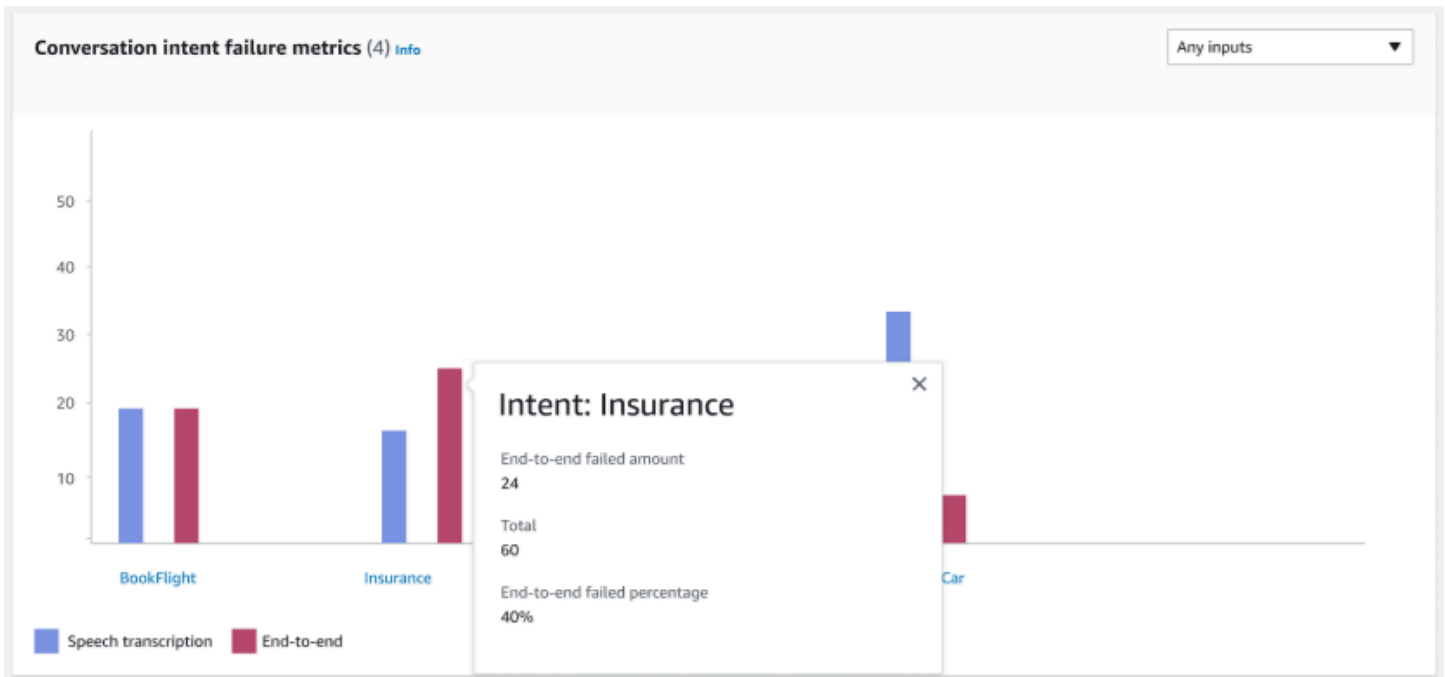 Conversation intent failure metrics (4) Info
Any inputs
50
40
30
20
10
Intent: Insurance
End-to-end failed amount
24
Total
60
End-to-end failed percentage
40%
BookFlight
Insurance
Car
Speech transcription
End-to-end